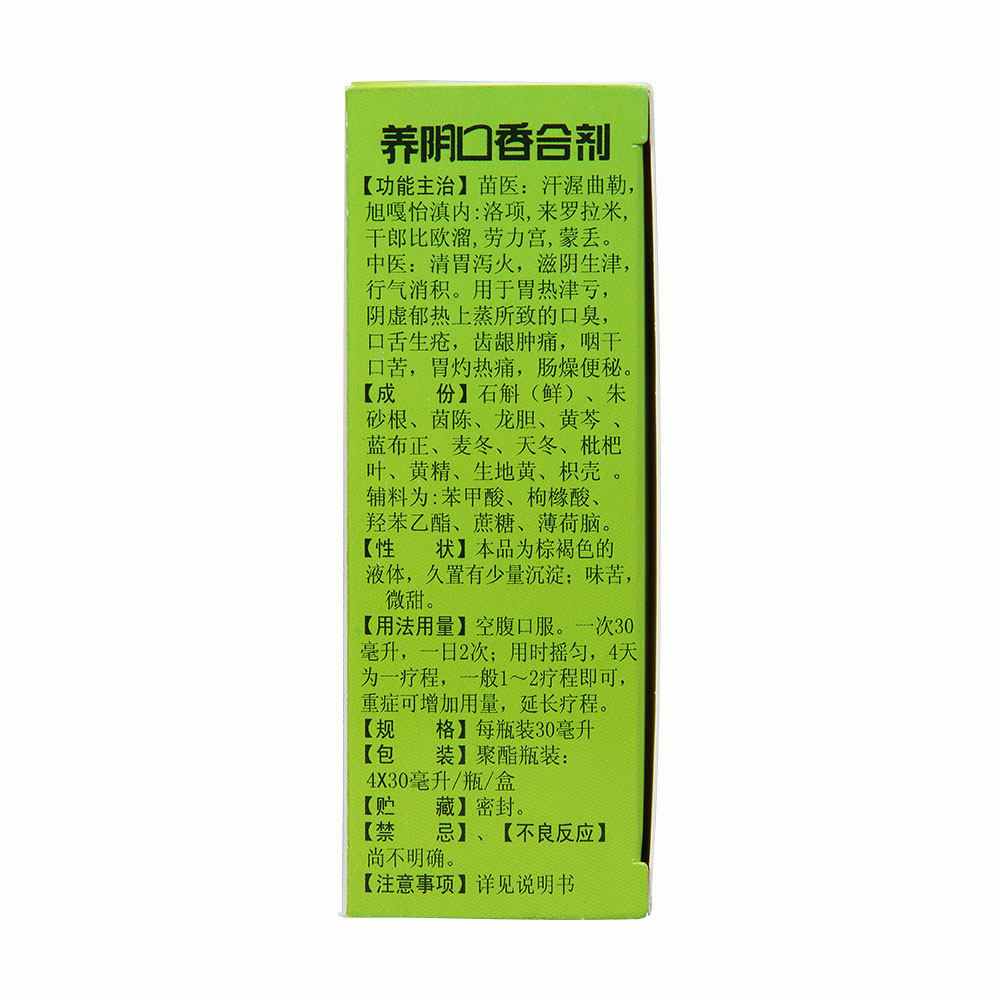 养阴口香合剂
【功能主治】苗医：汗渥曲勒，
旭嘎怡滇内:洛项,来罗拉米,
干郎比欧溜,劳力宫,蒙丢。
中医：清胃泻火，滋阴生津，
行气消积。用于胃热津亏，
阴虚郁热上蒸所致的口臭，
口舌生疮，齿龈肿痛，咽干
口苦，胃灼热痛，肠燥便秘。
【成　份】石斛（鲜）、朱
砂根、茵陈、龙胆、黄芩 、
蓝布正、麦冬、天冬、枇杷
叶、黄精、生地黄、枳壳 。
辅料为:苯甲酸、枸橼酸、
羟苯乙酯、蔗糖、薄荷脑。
【性　状】本品为棕褐色的
液体，久置有少量沉淀；味苦，
微甜。
【用法用量】空腹口服。一次30
毫升，一日2次；用时摇匀，4天
为一疗程，一般1～2疗程即可，
重症可增加用量，延长疗程。
【规　格】每瓶装30毫升
【包　装】聚酯瓶装：
4X30毫升/瓶/盒
【贮　藏】密封。
【禁　忌】、【不良反应】
尚不明确。
【注意事项】详见说明书